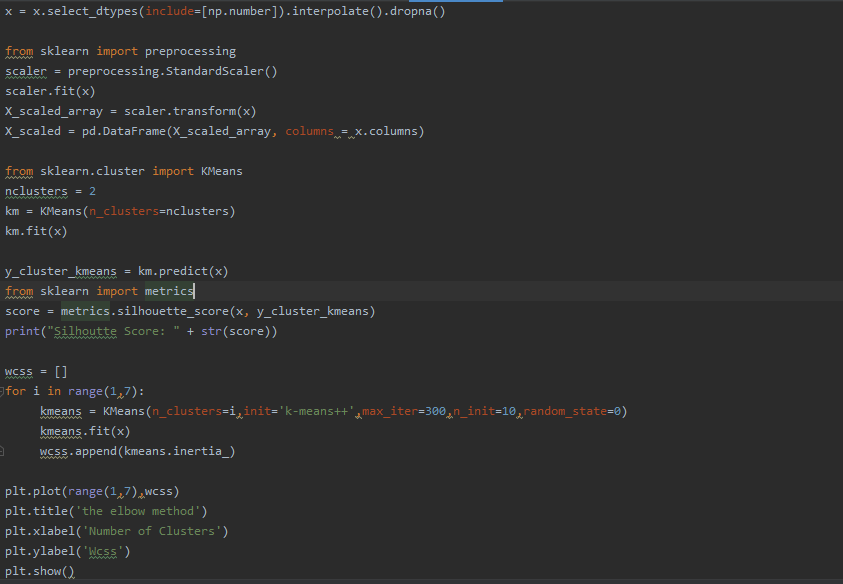 x = x.select_dtypes(include=[np.number]).interpolate().dropna()
from sklearn import preprocessing
scaler = preprocessing.StandardScaler()
scaler.fit(x)
X_scaled_array = scaler.transform(x)
X_scaled = pd.DataFrame(X_scaled_array, columns = x.columns)
from sklearn.cluster import KMeans
nclusters = 2
km = KMeans(n_clusters=nclusters)
km.fit(x)
y_cluster_kmeans = km.predict(x)
from sklearn import metrics
score = metrics.silhouette_score(x, y_cluster_kmeans)
print("Silhoutte Score: " + str(score))
wcss = []
for i in range(1,7):
    kmeans = KMeans(n_clusters=i,init='k-means++',max_iter=300,n_init=10,random_state=0)
    kmeans.fit(x)
    wcss.append(kmeans.inertia_)
plt.plot(range(1,7),wcss)
plt.title('the elbow method')
plt.xlabel('Number of Clusters')
plt.ylabel('Wcss')
plt.show()